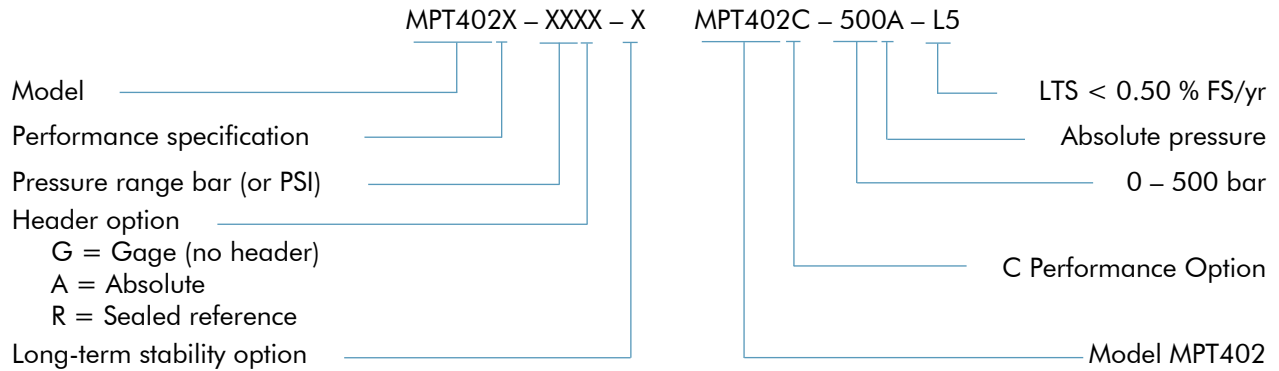 MPT402X – XXXX – X
MPT402C – 500A – L5
Model
LTS < 0.50 % FS/yr
Performance specification
Absolute pressure
Pressure range bar (or PSI)
0 – 500 bar
Header option
G = Gage (no header)
C Performance Option
A = Absolute
R = Sealed reference
Long-term stability option
Model MPT402